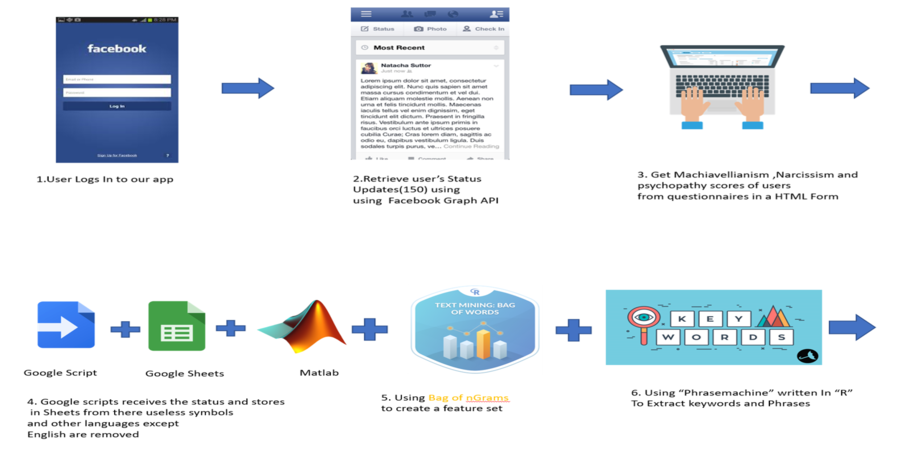 8:29 PM
facebook
Email or Phone
Password
Log In
Sign Up for Facebook
?
1.User Logs In to our app
Status
Photo
Check In
Most Recent
Natacha Suttor
Just now
Lorem ipsum dolor sit amet, consectetur
adipiscing elit. Nunc quis sapien sit amet
massa cursus condimentum et vel dui.
Etiam aliquam molestie mollis. Aenean non
urna et felis tincidunt mollis. Maecenas
iaculis tellus vel enim dignissim, eget
tincidunt elit dictum. Praesent in fringilla
risus. Vestibulum ante ipsum primis in
faucibus orci luctus et ultrices posuere
cubilia Curae; Cras lorem diam, sagittis ac
odio eu, dapibus vestibulum ligula. Duis
sodales turpis purus, ve... Continue Reading
Like
Comment
Share
2.Retrieve user's Status
Updates(150) using
using Facebook Graph API
3. Get Machiavellianism ,Narcissism and
psychopathy scores of users
from questionnaires in a HTML Form
Google Script
Google Sheets
Matlab
4. Google scripts receives the status and stores
in Sheets from there useless symbols
and other languages except
English are removed
R
TEXT MINING: BAG
OF WORDS
5. Using Bag of nGrams
to create a feature set
KEY
WORDS
6. Using “Phrasemachine” written In “R”
To Extract keywords and Phrases